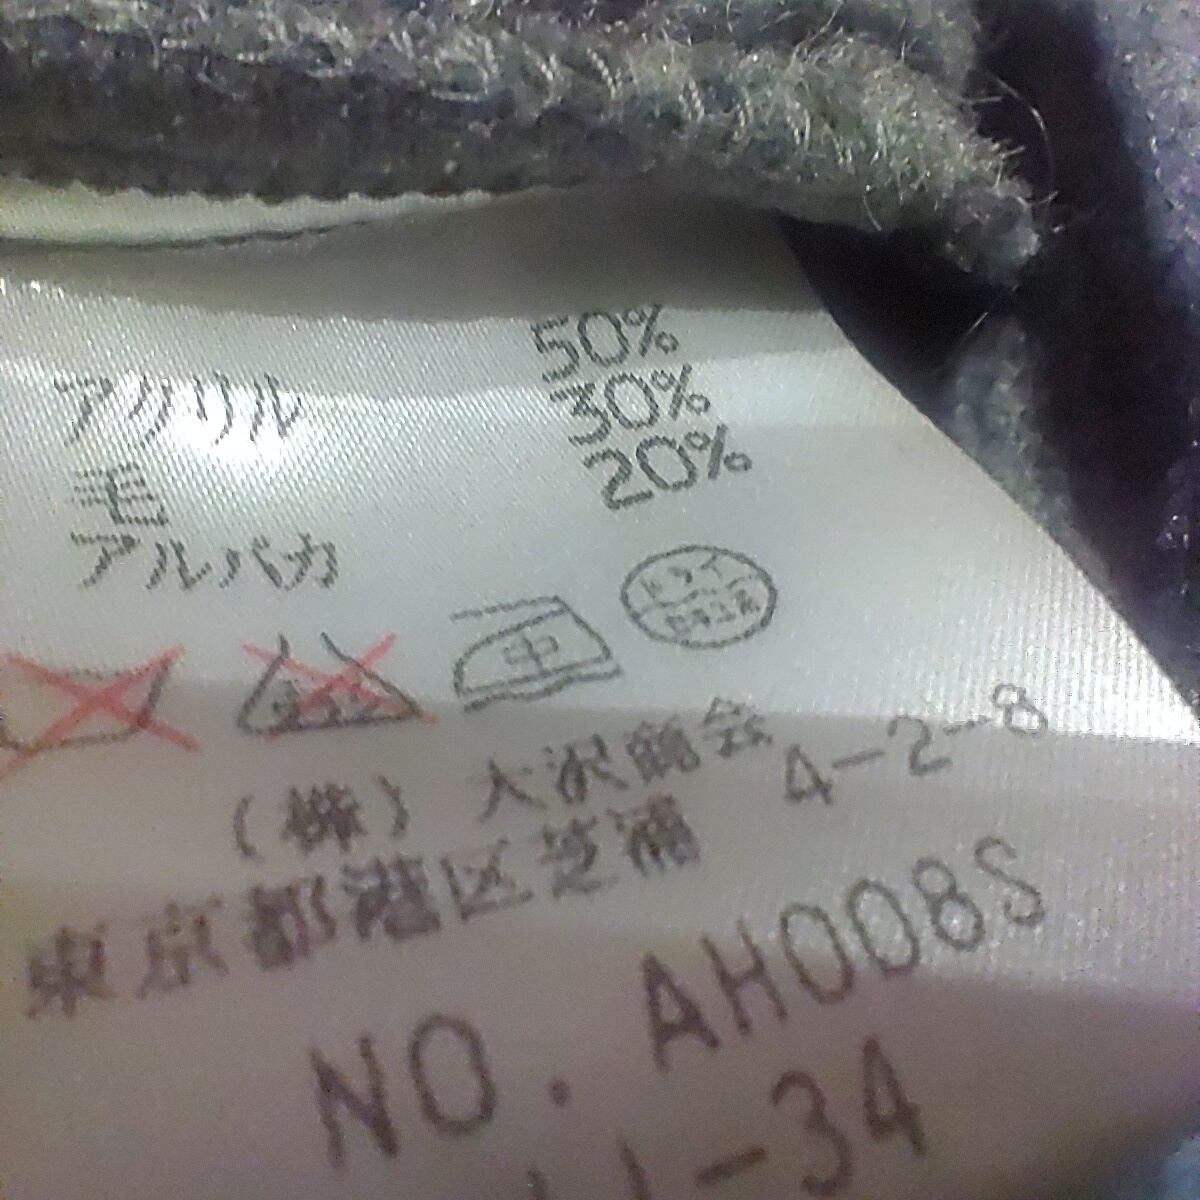 アクリル 50%
毛 30%
アルパカ 20%
中 ドライ
(株) 大沢商会
東京都港区芝浦 4-2-8
NO. AH008S
11-34